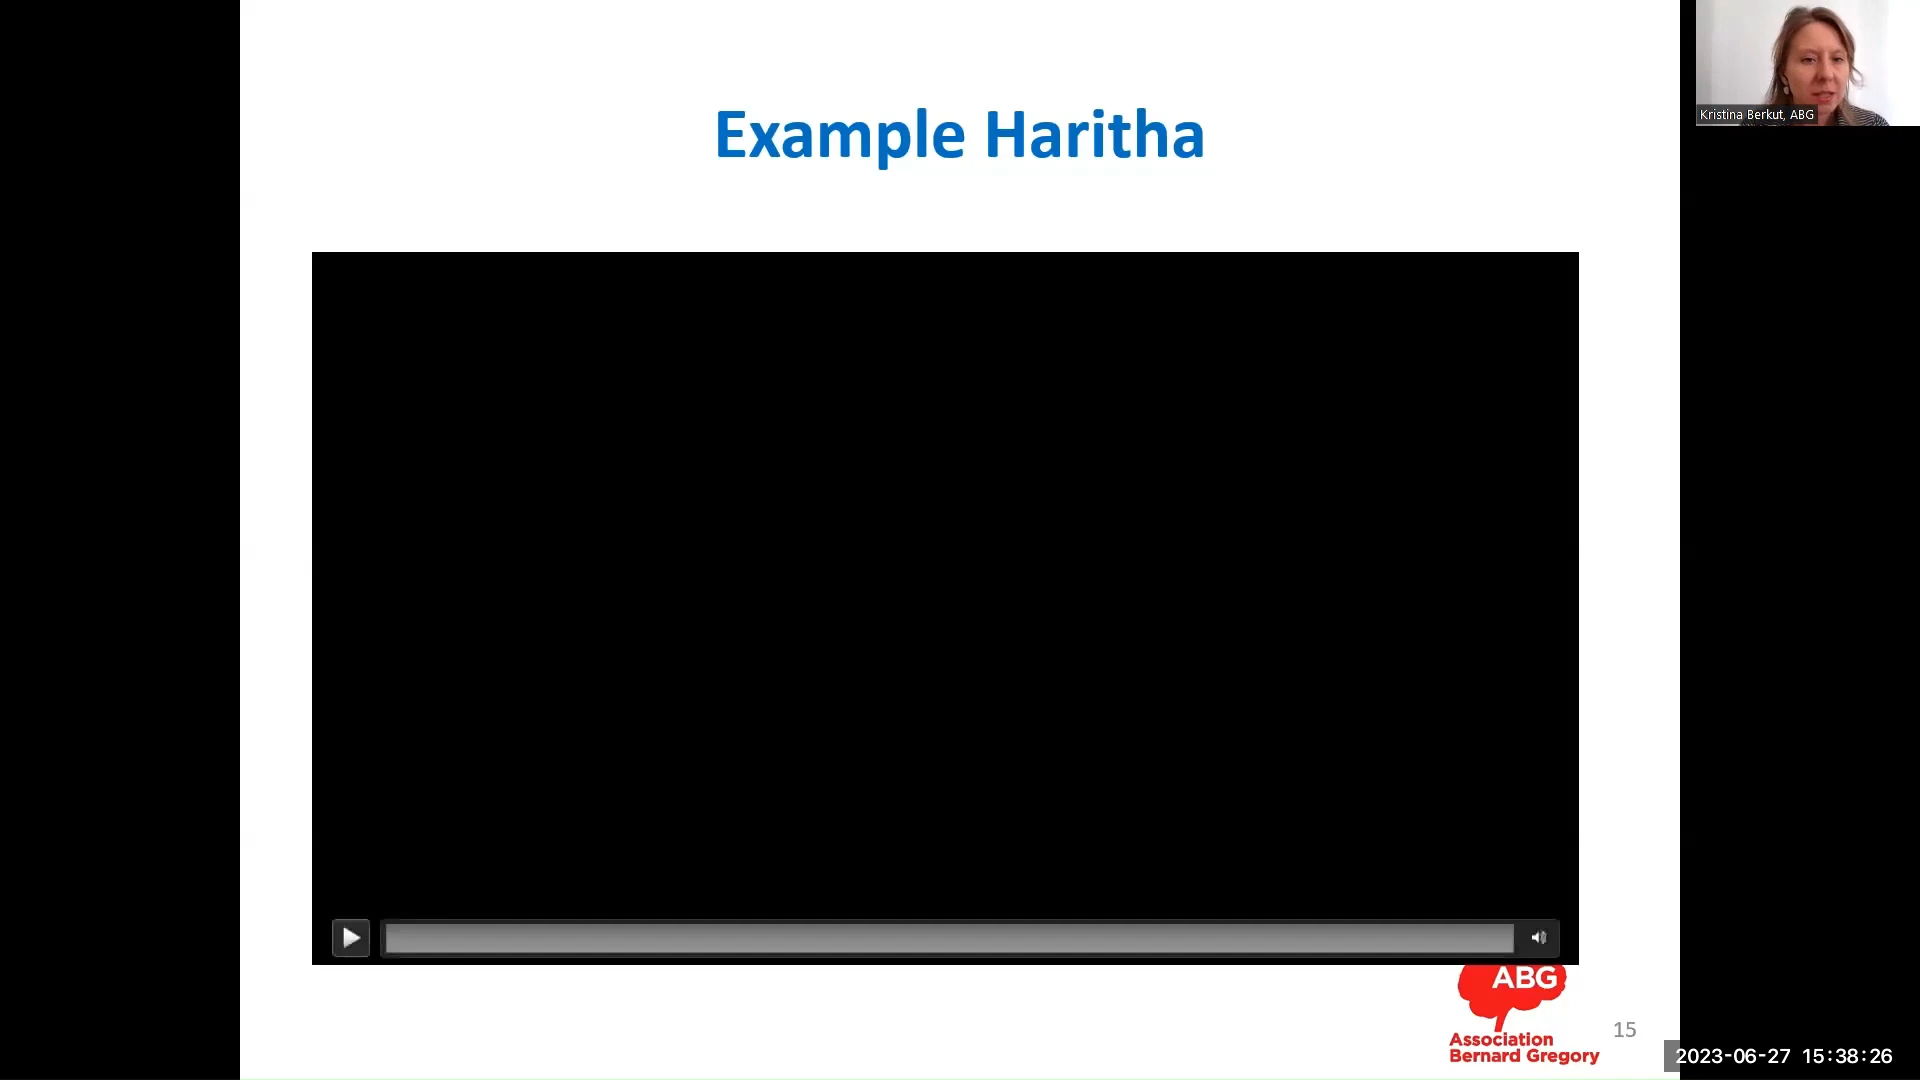 Example Haritha
Kristina Berkut, ABG
ABG
Association
Bernard Gregory
15
2023-06-27 15:38:26